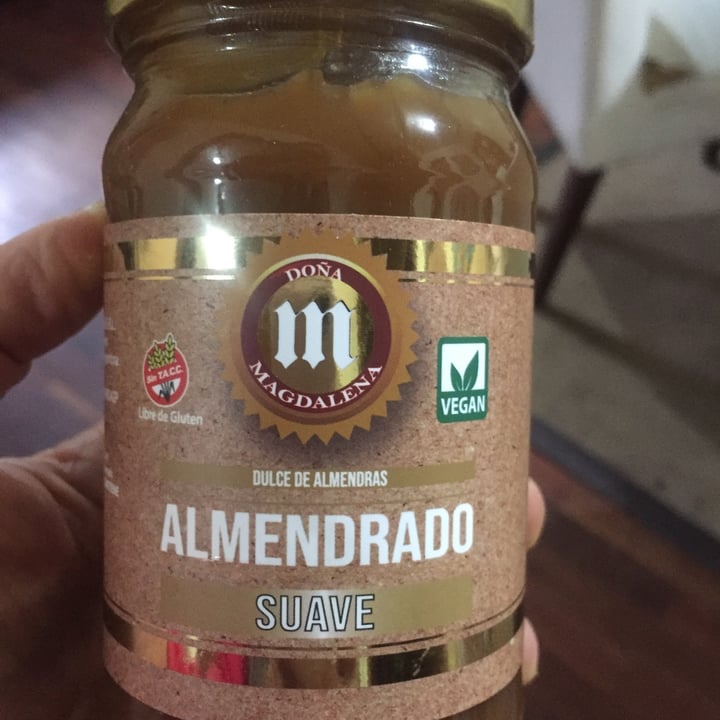 DOÑA
m
MAGDALENA
Sin T.A.C.C.
Libre de Gluten
VEGAN
DULCE DE ALMENDRAS
ALMENDRADO
SUAVE